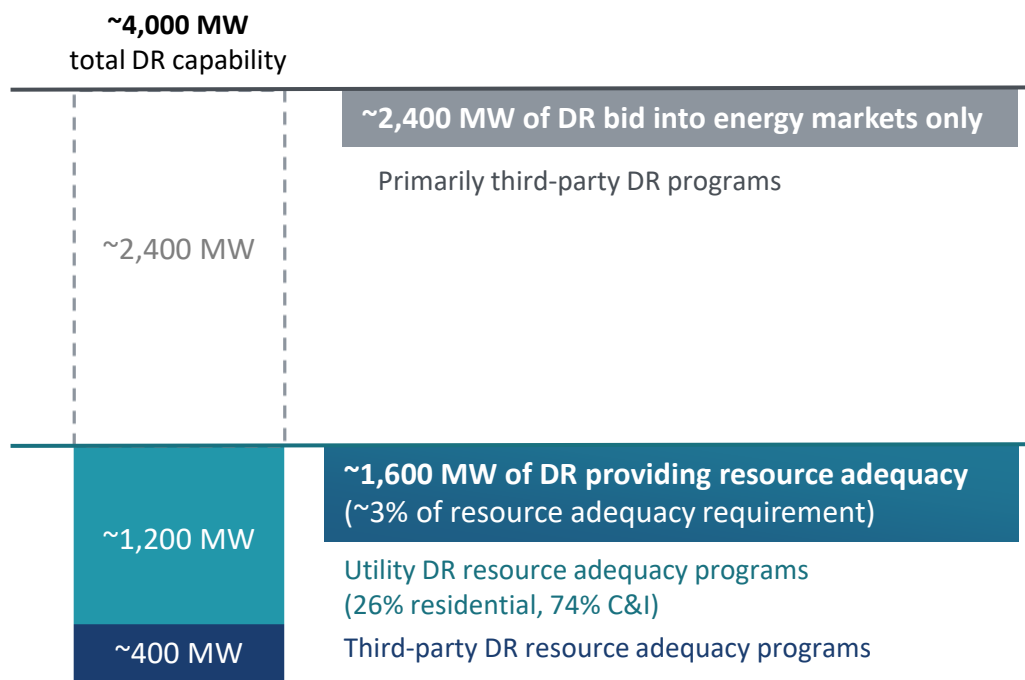 ~4,000 MW
total DR capability
~2,400 MW of DR bid into energy markets only
Primarily third-party DR programs
~2,400 MW
~1,600 MW of DR providing resource adequacy
(~3% of resource adequacy requirement)
~1,200 MW
Utility DR resource adequacy programs
(26% residential, 74% C&I)
~400 MW
Third-party DR resource adequacy programs